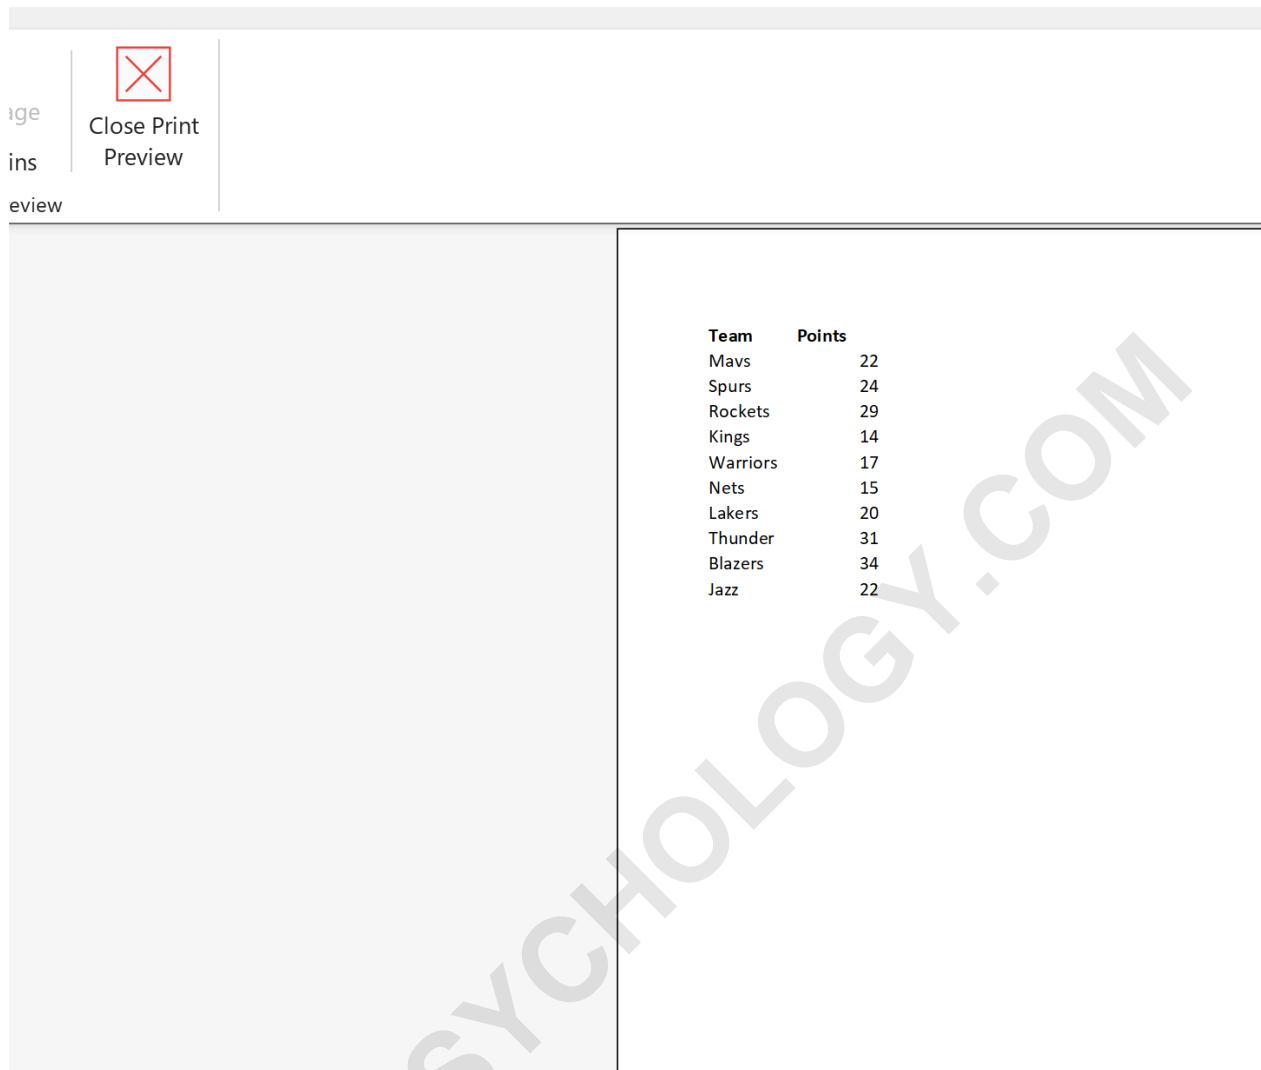 age
ins
eview
Close Print
Preview
Team Points
Mavs 22
Spurs 24
Rockets 29
Kings 14
Warriors 17
Nets 15
Lakers 20
Thunder 31
Blazers 34
Jazz 22
SYCHOLOGY.COM